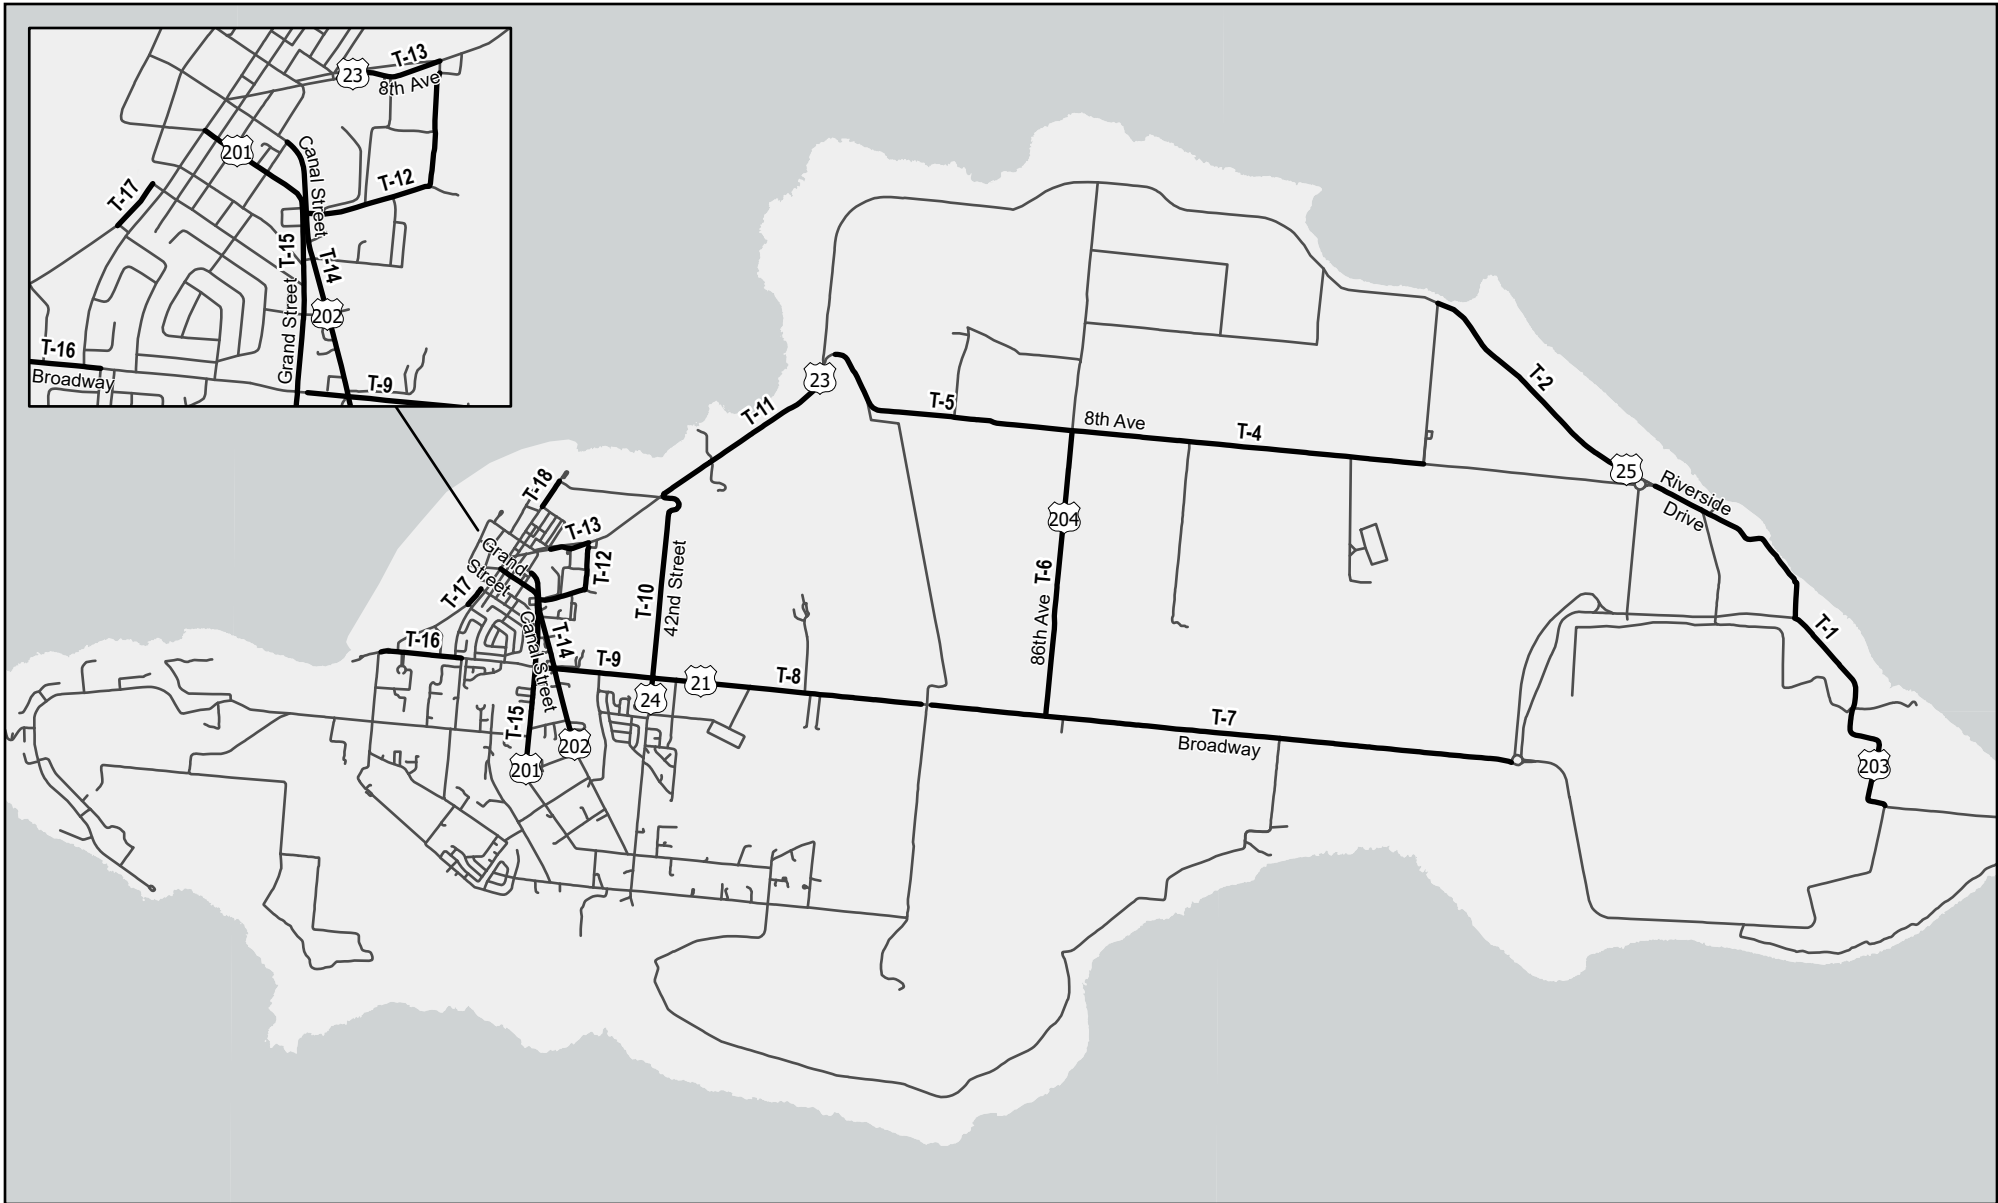 T-13
23
8th Ave
201
Canal Street
T-12
T-17
T-15
T-14
Grand Street
202
T-16
Broadway
T-9
23
T-11
T-5
8th Ave
T-4
T-2
25
Riverside
Drive
T-18
T-13
Grand
Street
T-12
T-17
T-10
42nd Street
204
T-6
86th Ave
T-16
T-14
Canal Street
T-9
21
T-8
24
T-1
T-15
202
201
T-7
Broadway
203